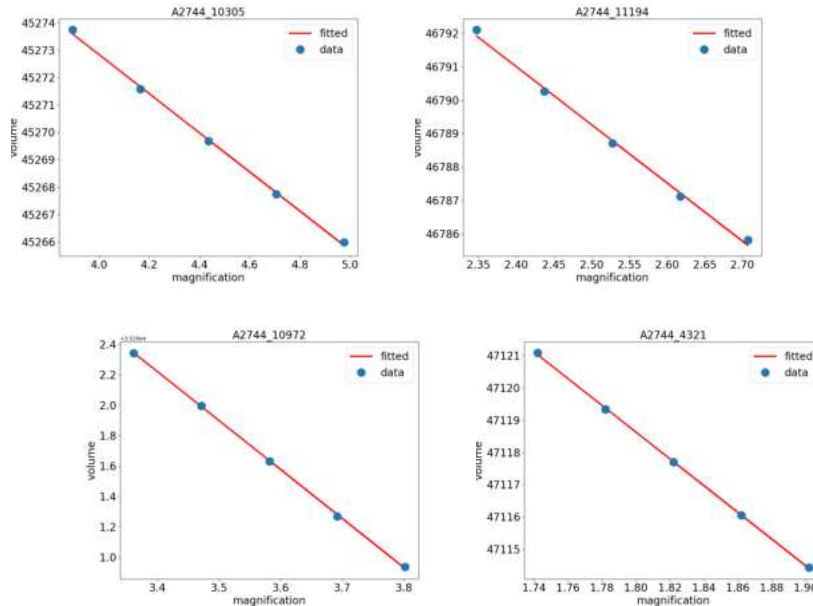 A2744_10305
45274
45273
45272
45271
45270
45269
45268
45267
45266
volume
fitted
data
4.0 4.2 4.4 4.6 4.8 5.0
magnification
A2744_11194
46792
46791
46790
46789
46788
46787
46786
volume
fitted
data
2.35 2.40 2.45 2.50 2.55 2.60 2.65 2.70
magnification
A2744_10972
2.4
2.2
2.0
1.8
1.6
1.4
1.2
1.0
volume
fitted
data
3.4 3.5 3.6 3.7 3.8
magnification
A2744_4321
47121
47120
47119
47118
47117
47116
47115
volume
fitted
data
1.74 1.76 1.78 1.80 1.82 1.84 1.86 1.88 1.90
magnification